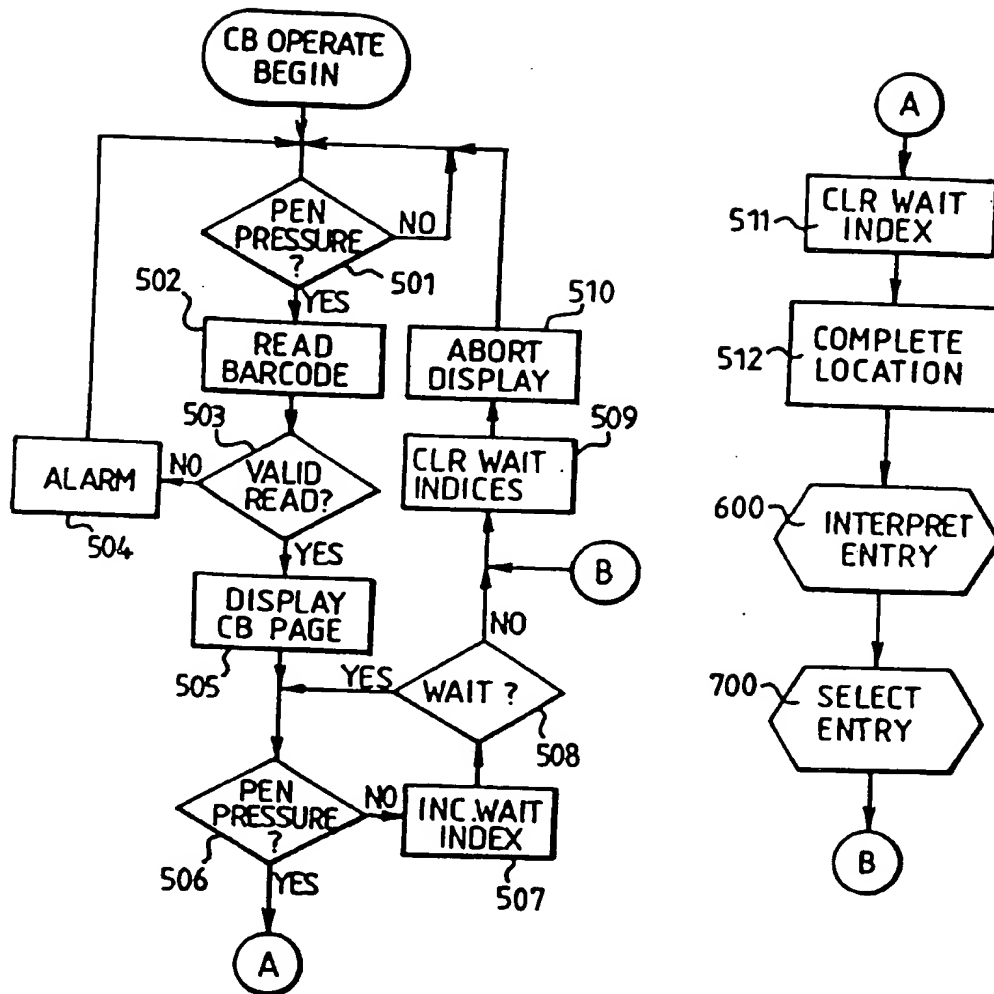 CB OPERATE
BEGIN
PEN
PRESSURE
?
NO
501
YES
502
READ
BARCODE
503
VALID
READ?
NO
ALARM
504
YES
DISPLAY
CB PAGE
505
PEN
PRESSURE
?
506
NO
YES
A
INC.WAIT
INDEX
507
WAIT ?
508
YES
NO
B
CLR WAIT
INDICES
509
ABORT
DISPLAY
510
A
CLR WAIT
INDEX
511
COMPLETE
LOCATION
512
INTERPRET
ENTRY
600
SELECT
ENTRY
700
B